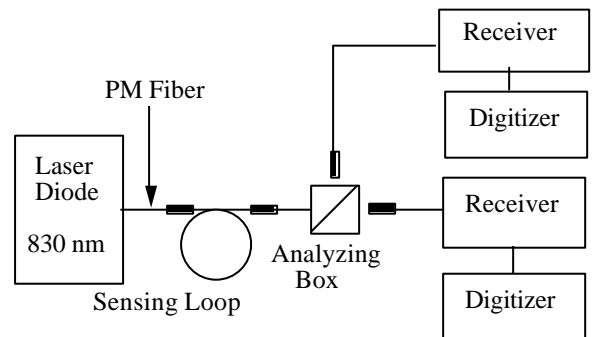 Receiver
PM Fiber
Digitizer
Laser
Diode
830 nm
Receiver
Analyzing
Box
Sensing Loop
Digitizer